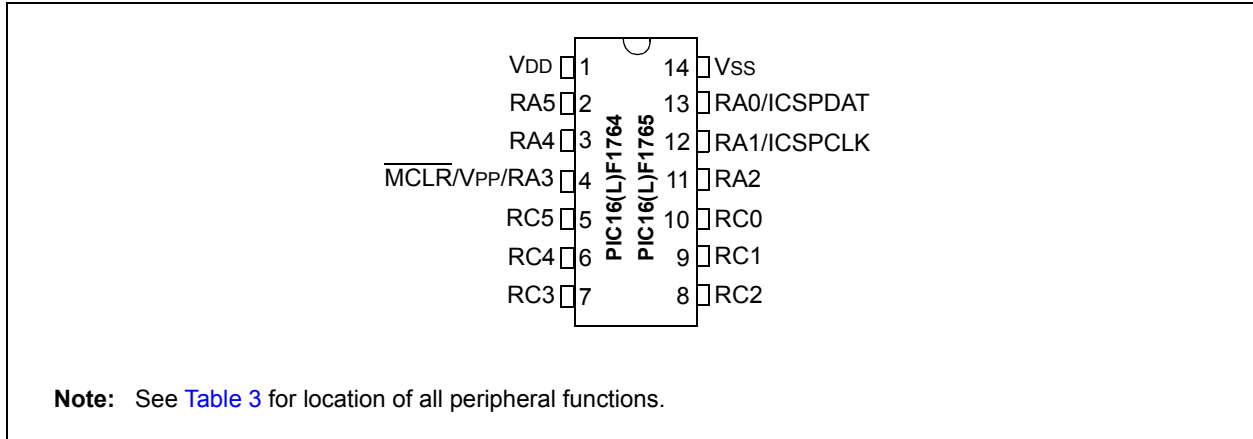 VDD 1 14 VSS
RA5 2 13 RA0/ICSPDAT
RA4 3 12 RA1/ICSPCLK
MCLR/VPP/RA3 4 11 RA2
RC5 5 10 RC0
RC4 6 9 RC1
RC3 7 8 RC2
PIC16(L)F1764
PIC16(L)F1765
Note: See Table 3 for location of all peripheral functions.